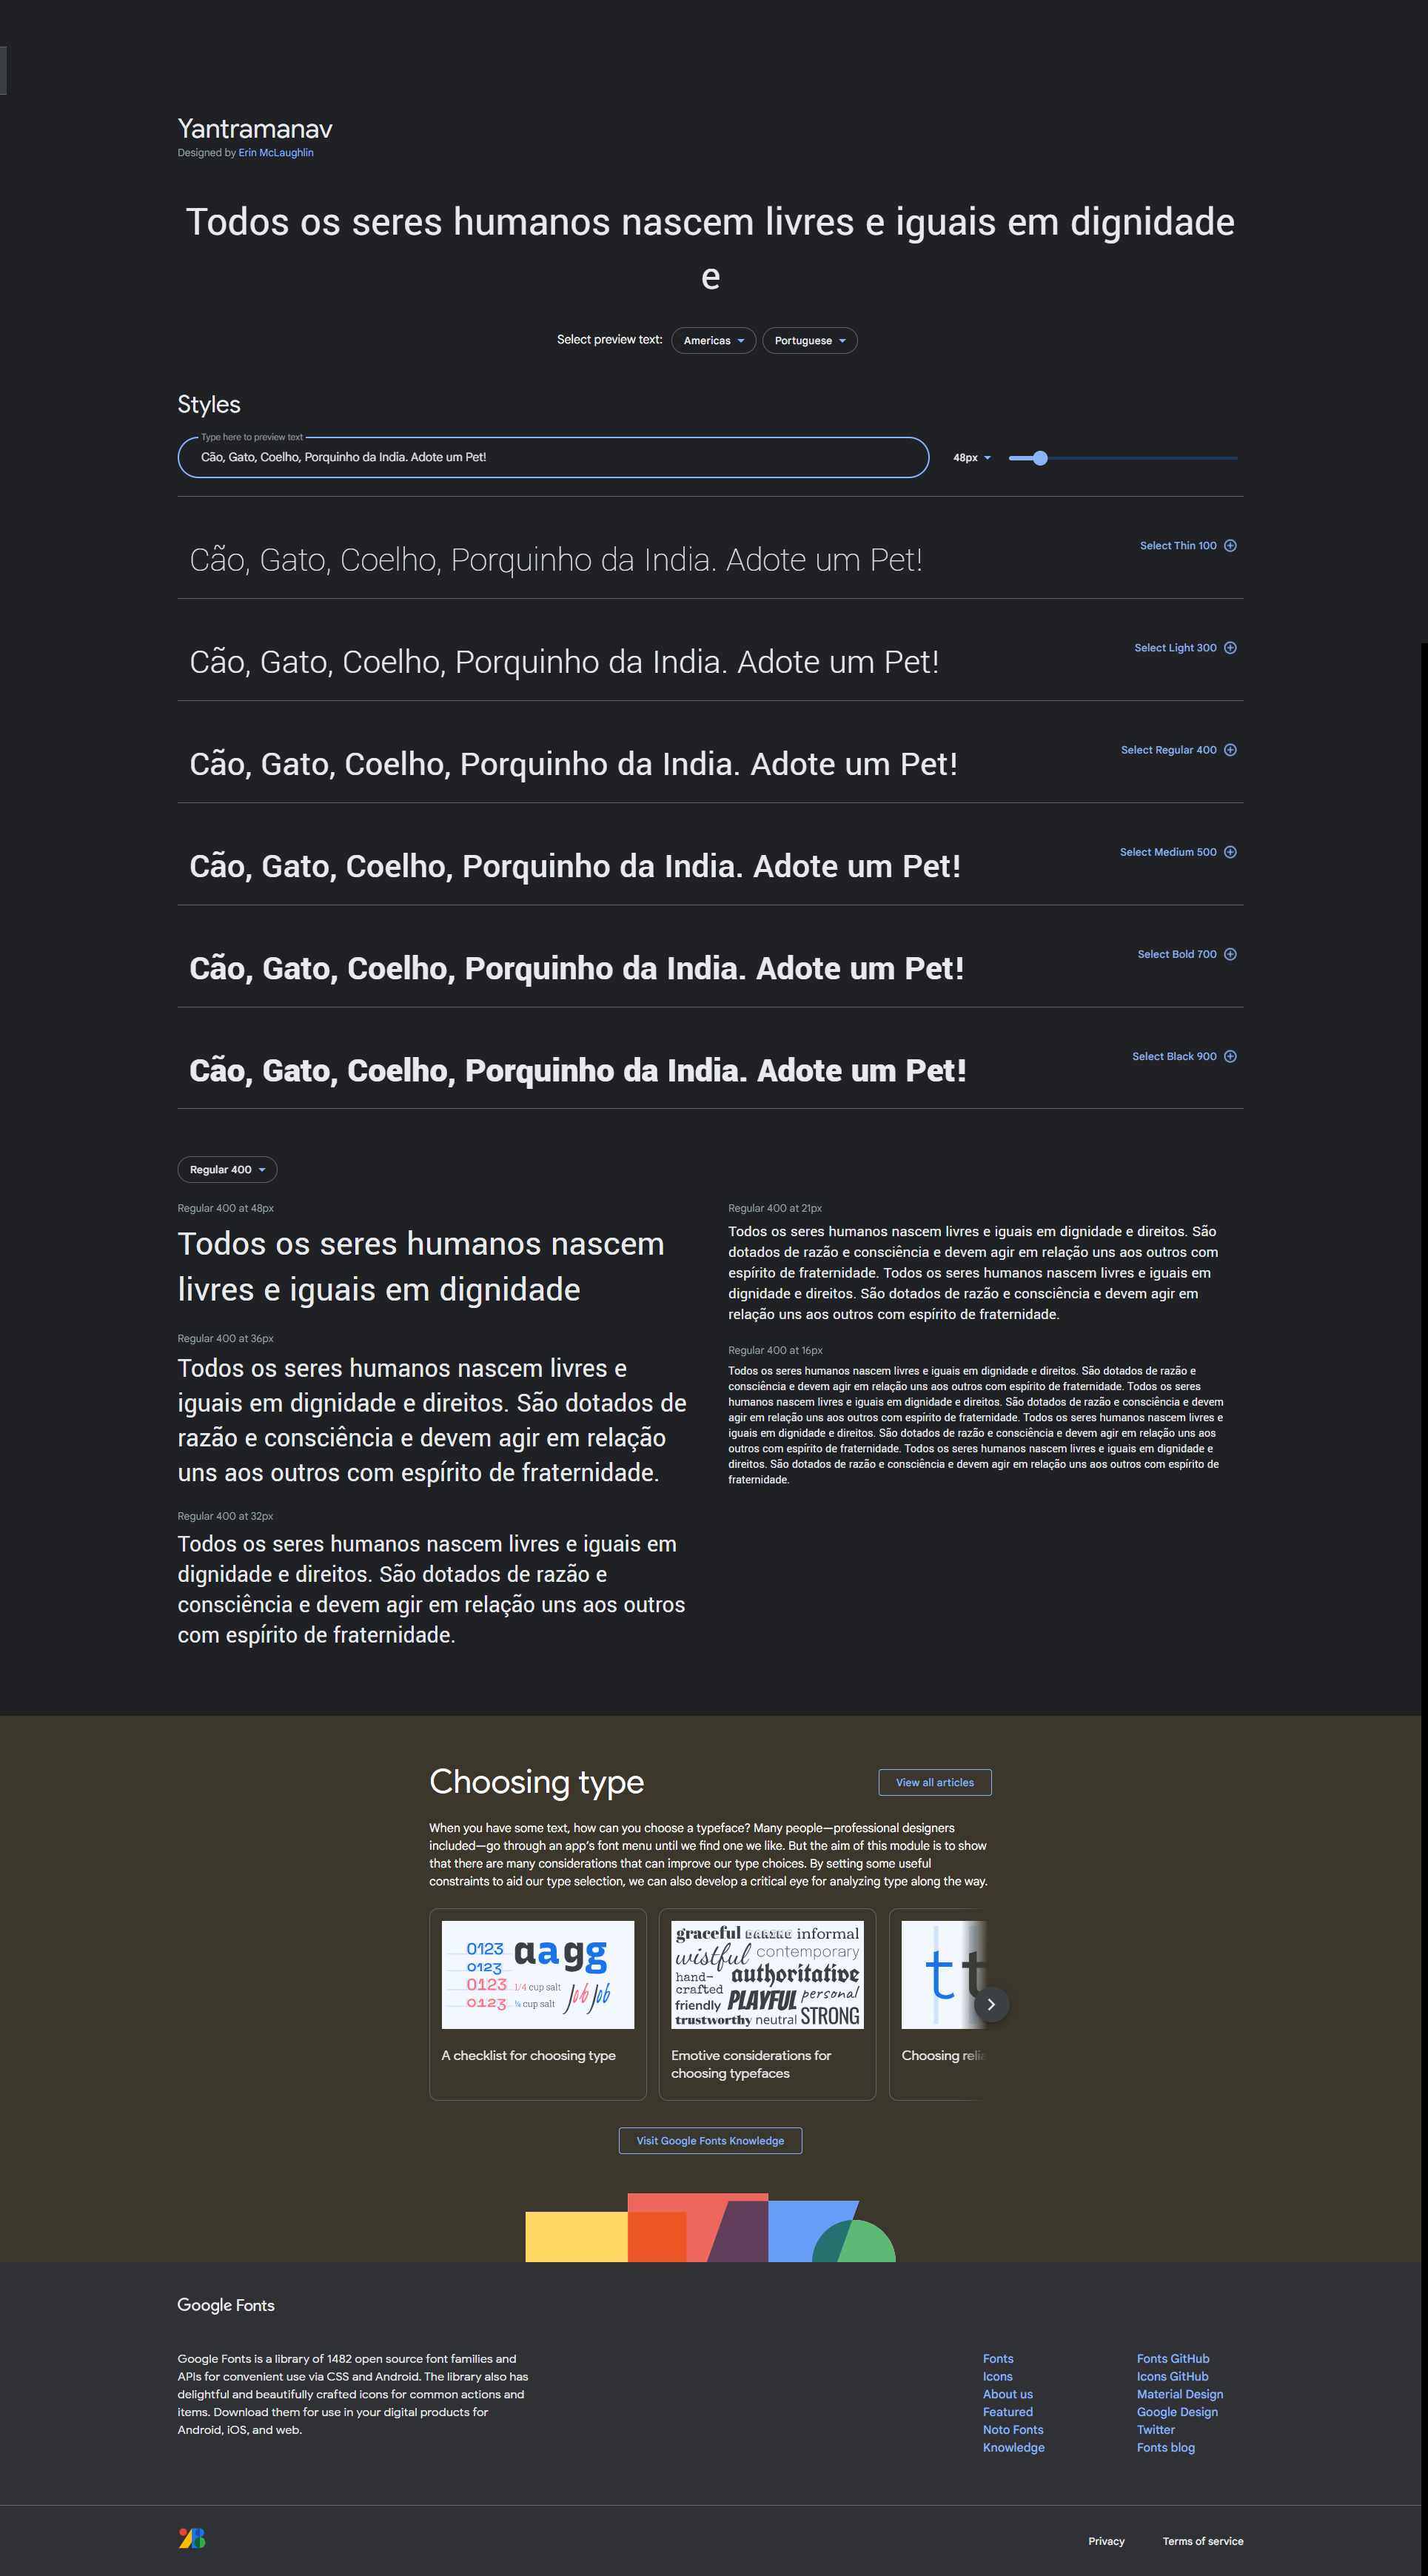 Yantramanav
Designed by Erin McLaughlin
Todos os seres humanos nascem livres e iguais em dignidade
e
Select preview text: Americas Portuguese
Styles
Type here to preview text
Cão, Gato, Coelho, Porquinho da India. Adote um Pet!
48px
Cão, Gato, Coelho, Porquinho da India. Adote um Pet!
Select Thin 100
Cão, Gato, Coelho, Porquinho da India. Adote um Pet!
Select Light 300
Cão, Gato, Coelho, Porquinho da India. Adote um Pet!
Select Regular 400
Cão, Gato, Coelho, Porquinho da India. Adote um Pet!
Select Medium 500
Cão, Gato, Coelho, Porquinho da India. Adote um Pet!
Select Bold 700
Cão, Gato, Coelho, Porquinho da India. Adote um Pet!
Select Black 900
Regular 400
Regular 400 at 48px
Todos os seres humanos nascem
livres e iguais em dignidade
Regular 400 at 36px
Todos os seres humanos nascem livres e
iguais em dignidade e direitos. São dotados de
razão e consciência e devem agir em relação
uns aos outros com espírito de fraternidade.
Regular 400 at 32px
Todos os seres humanos nascem livres e iguais em
dignidade e direitos. São dotados de razão e
consciência e devem agir em relação uns aos outros
com espírito de fraternidade.
Regular 400 at 21px
Todos os seres humanos nascem livres e iguais em dignidade e direitos. São
dotados de razão e consciência e devem agir em relação uns aos outros com
espírito de fraternidade. Todos os seres humanos nascem livres e iguais em
dignidade e direitos. São dotados de razão e consciência e devem agir em
relação uns aos outros com espírito de fraternidade.
Regular 400 at 16px
Todos os seres humanos nascem livres e iguais em dignidade e direitos. São dotados de razão e
consciência e devem agir em relação uns aos outros com espírito de fraternidade. Todos os seres
humanos nascem livres e iguais em dignidade e direitos. São dotados de razão e consciência e devem
agir em relação uns aos outros com espírito de fraternidade. Todos os seres humanos nascem livres e
iguais em dignidade e direitos. São dotados de razão e consciência e devem agir em relação uns aos
outros com espírito de fraternidade. Todos os seres humanos nascem livres e iguais em dignidade e
direitos. São dotados de razão e consciência e devem agir em relação uns aos outros com espírito de
fraternidade.
Choosing type
View all articles
When you have some text, how can you choose a typeface? Many people—professional designers
included—go through an app's font menu until we find one we like. But the aim of this module is to show
that there are many considerations that can improve our type choices. By setting some useful
constraints to aid our type selection, we can also develop a critical eye for analyzing type along the way.
0123
0123
0123
0123
aagg
1/4 cup salt
¼ cup salt
Job Job
A checklist for choosing type
graceful informal
wistful contemporary
hand-
crafted authoritative
friendly PLAYFUL personal
trustworthy neutral STRONG
Emotive considerations for
choosing typefaces
tt
Choosing
Visit Google Fonts Knowledge
Google Fonts
Google Fonts is a library of 1482 open source font families and
APIs for convenient use via CSS and Android. The library also has
delightful and beautifully crafted icons for common actions and
items. Download them for use in your digital products for
Android, iOS, and web.
Fonts
Icons
About us
Featured
Noto Fonts
Knowledge
Fonts GitHub
Icons GitHub
Material Design
Google Design
Twitter
Fonts blog
Privacy
Terms of service